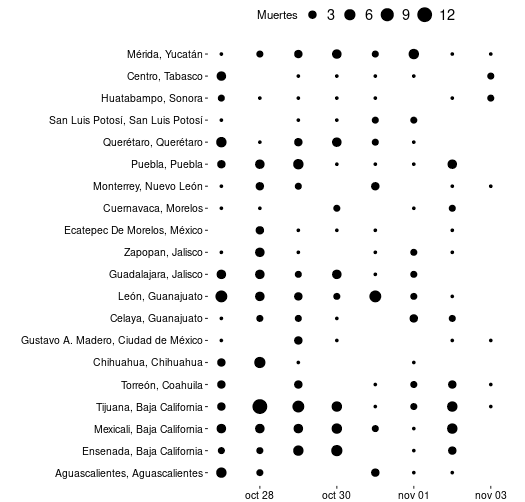 Muertes 3 6 9 12
Mérida, Yucatán
Centro, Tabasco
Huatabampo, Sonora
San Luis Potosí, San Luis Potosí
Querétaro, Querétaro
Puebla, Puebla
Monterrey, Nuevo León
Cuernavaca, Morelos
Ecatepec De Morelos, México
Zapopan, Jalisco
Guadalajara, Jalisco
León, Guanajuato
Celaya, Guanajuato
Gustavo A. Madero, Ciudad de México
Chihuahua, Chihuahua
Torreón, Coahuila
Tijuana, Baja California
Mexicali, Baja California
Ensenada, Baja California
Aguascalientes, Aguascalientes
oct 28 oct 30 nov 01 nov 03